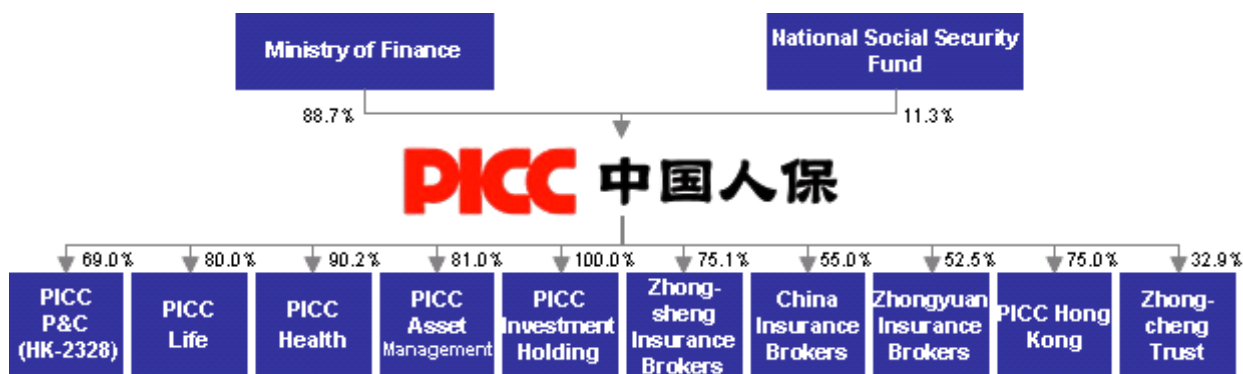 Ministry of Finance
National Social Security
Fund
88.7%
11.3%
PICC 中国人保
69.0%
80.0%
90.2%
81.0%
100.0%
75.1%
55.0%
52.5%
75.0%
32.9%
PICC
P&C
(HK-2328)
PICC
Life
PICC
Health
PICC
Asset
Management
PICC
Investment
Holding
Zhong-
sheng
Insurance
Brokers
China
Insurance
Brokers
Zhongyuan
Insurance
Brokers
PICC Hong
Kong
Zhong-
cheng
Trust